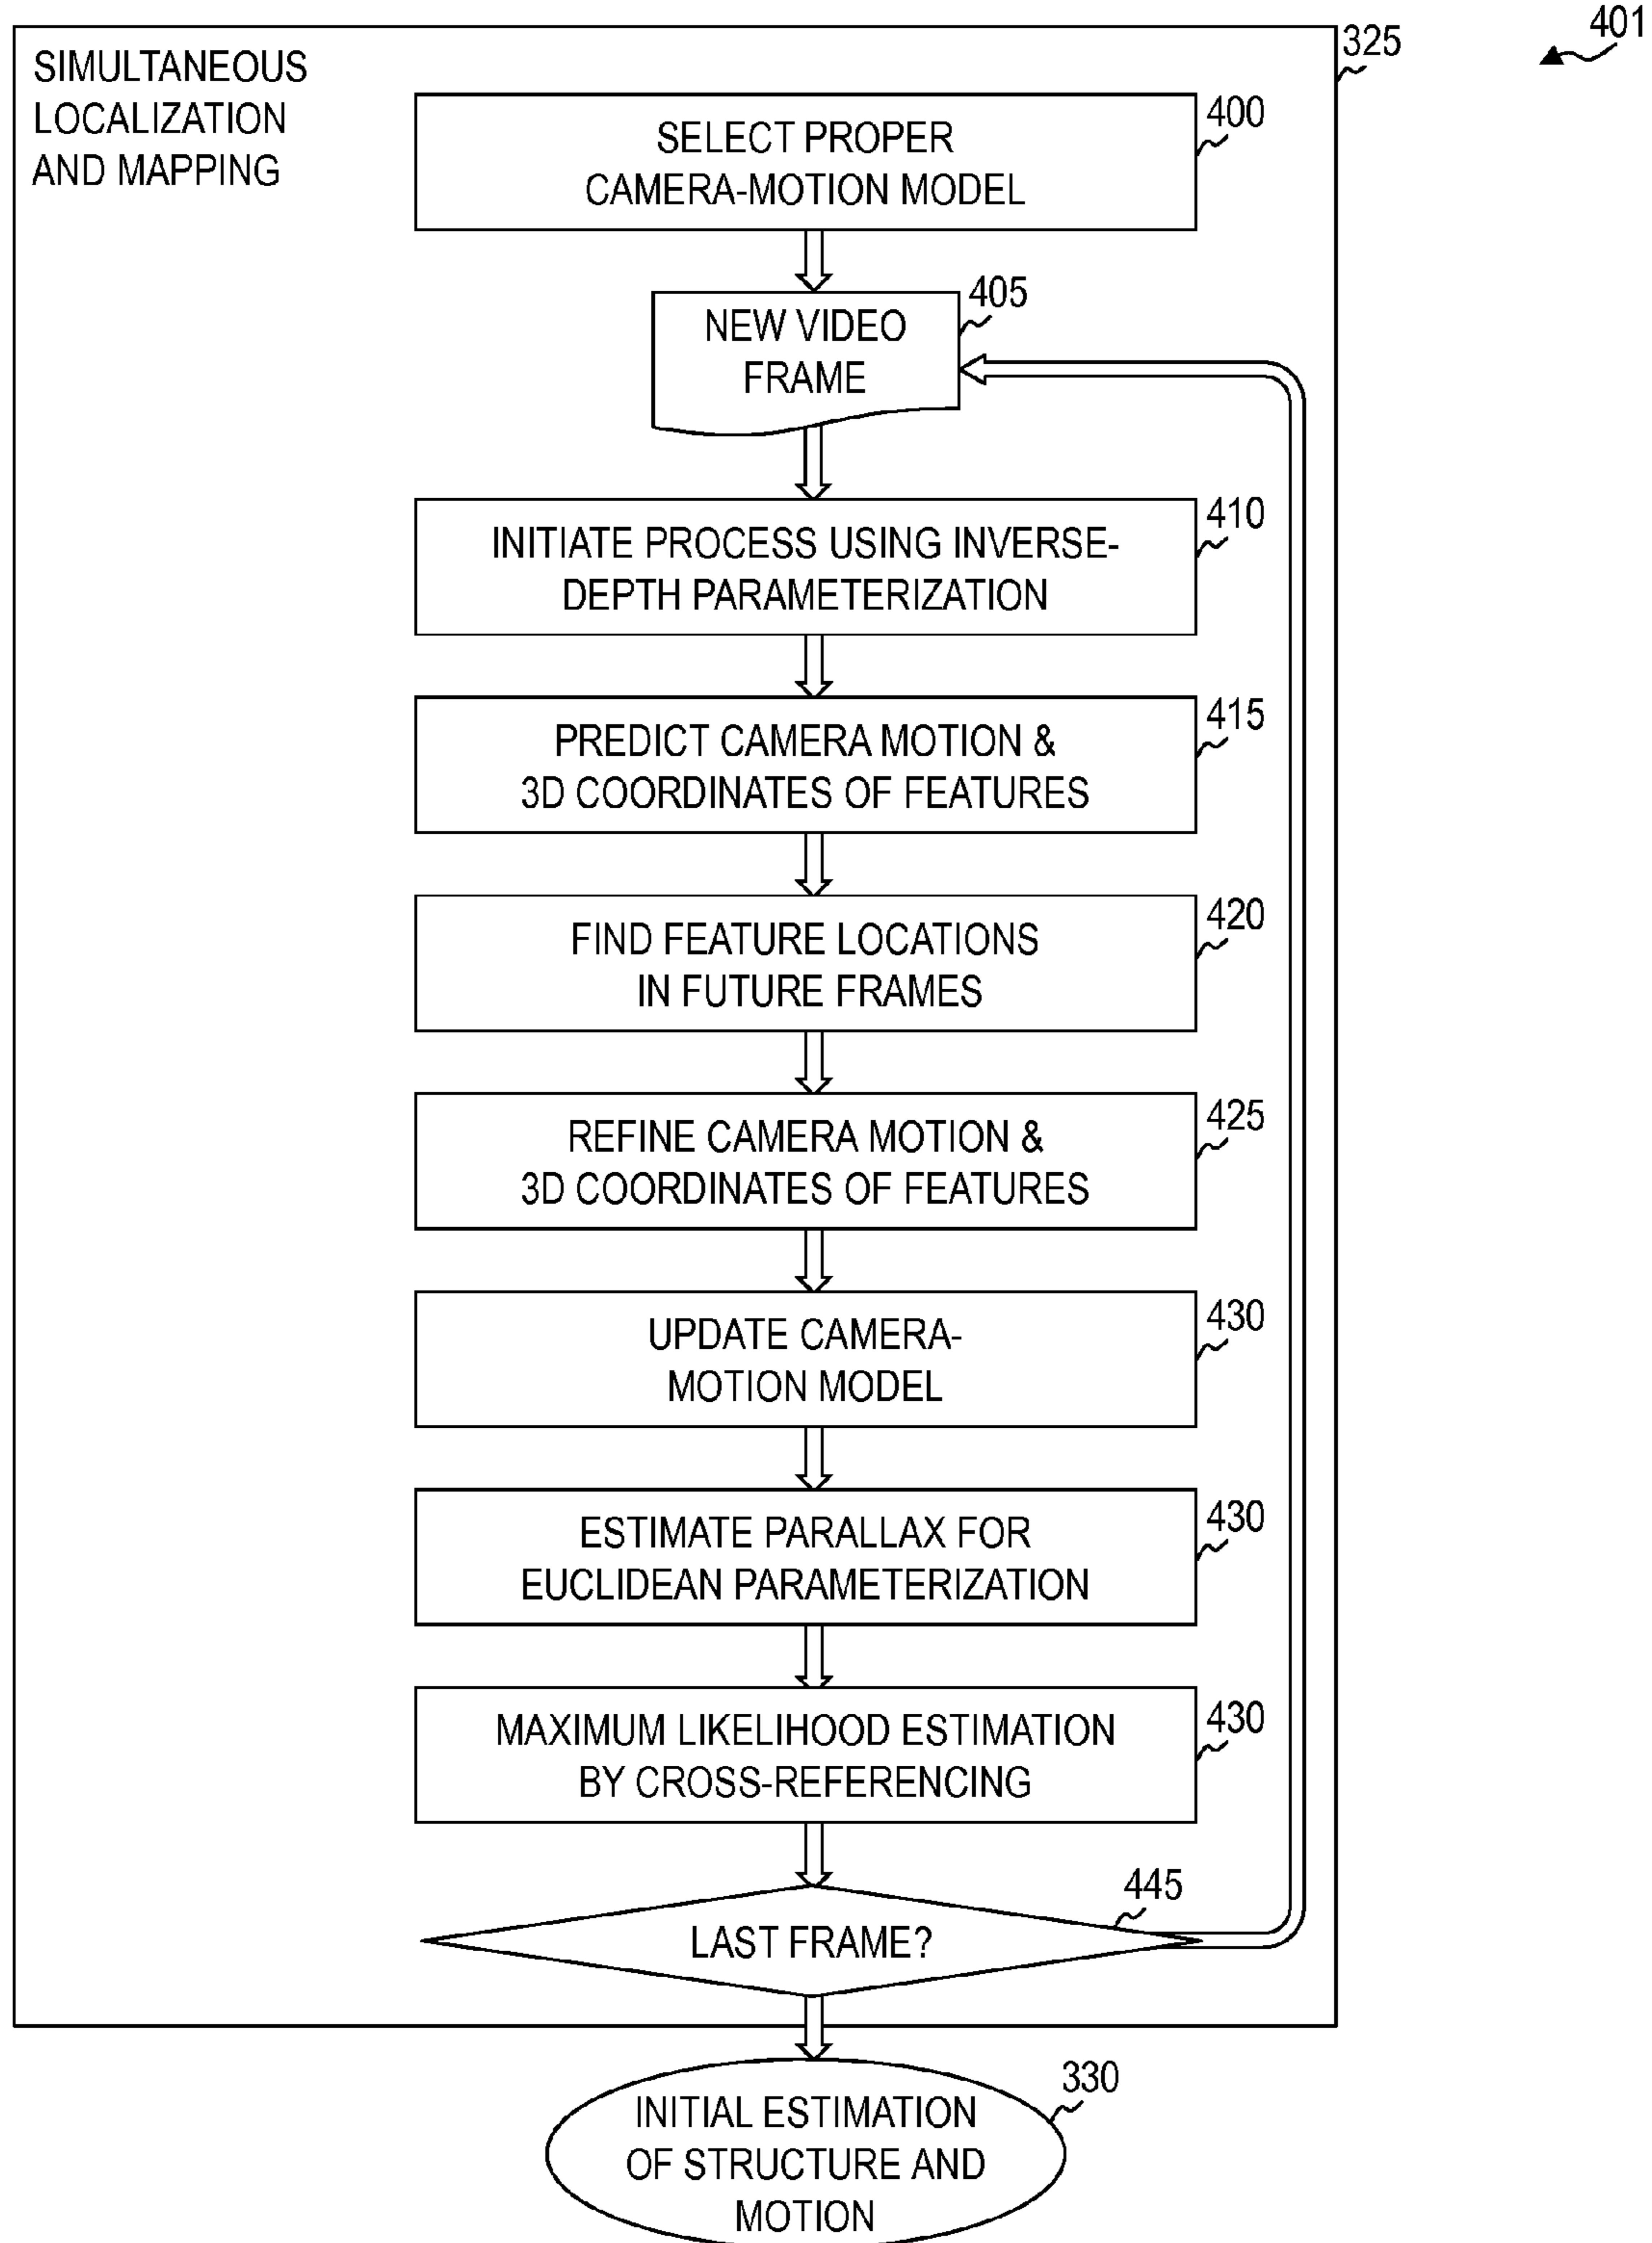 401
325
SIMULTANEOUS
LOCALIZATION
AND MAPPING
400
SELECT PROPER
CAMERA-MOTION MODEL
405
NEW VIDEO
FRAME
410
INITIATE PROCESS USING INVERSE-
DEPTH PARAMETERIZATION
415
PREDICT CAMERA MOTION &
3D COORDINATES OF FEATURES
420
FIND FEATURE LOCATIONS
IN FUTURE FRAMES
425
REFINE CAMERA MOTION &
3D COORDINATES OF FEATURES
430
UPDATE CAMERA-
MOTION MODEL
430
ESTIMATE PARALLAX FOR
EUCLIDEAN PARAMETERIZATION
430
MAXIMUM LIKELIHOOD ESTIMATION
BY CROSS-REFERENCING
445
LAST FRAME?
330
INITIAL ESTIMATION
OF STRUCTURE AND
MOTION